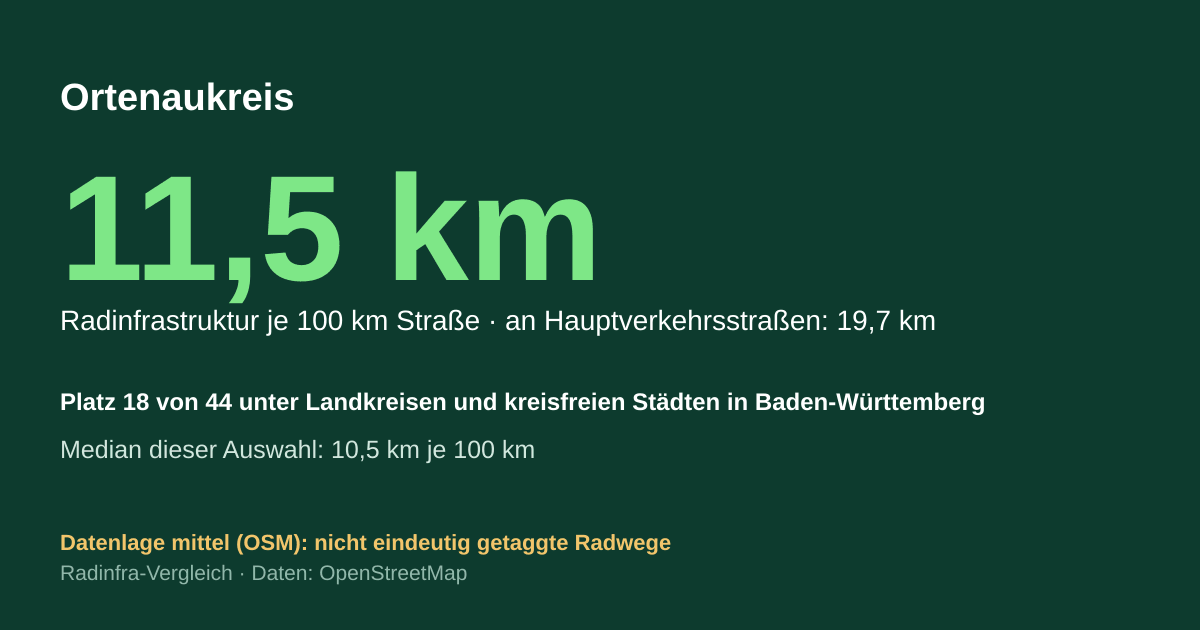 Ortenaukreis
11,5 km
Radinfrastruktur je 100 km Straße · an Hauptverkehrsstraßen: 19,7 km
Platz 18 von 44 unter Landkreisen und kreisfreien Städten in Baden-Württemberg
Median dieser Auswahl: 10,5 km je 100 km
Datenlage mittel (OSM): nicht eindeutig getaggte Radwege
Radinfra-Vergleich · Daten: OpenStreetMap